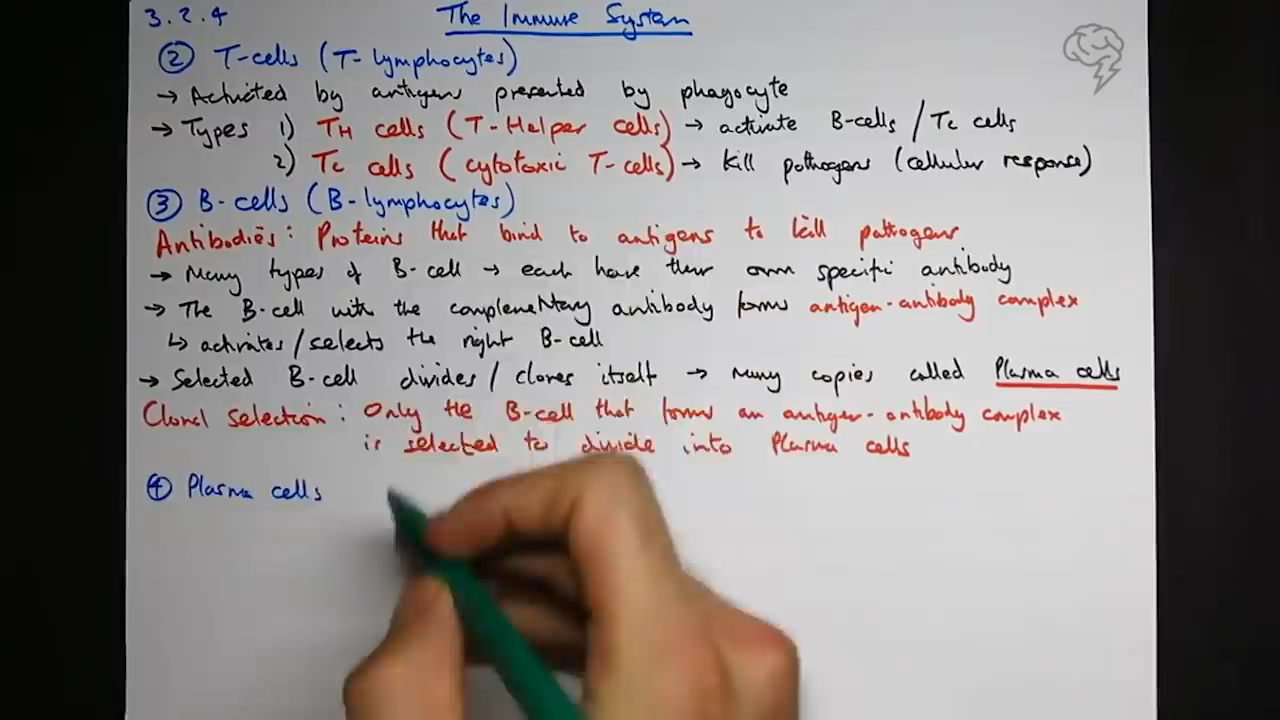 3.2.4 The Immune System
② T-cells (T-lymphocytes)
→ Activated by antigens presented by phagocyte
→ Types 1) TH cells (T-Helper cells) → activate B-cells / Tc cells
2) Tc cells (cytotoxic T-cells) → kill pathogens (cellular response)
③ B-cells (B-lymphocytes)
Antibodies: Proteins that bind to antigens to kill pathogens
→ Many types of B-cell → each have their own specific antibody
→ The B-cell with the complementary antibody forms antigen-antibody complex
↳ activates/selects the right B-cell
→ Selected B-cell divides / clones itself → Many copies called Plasma cells
Clonal selection: Only the B-cell that forms an antigen-antibody complex
is selected to divide into Plasma cells
④ Plasma cells